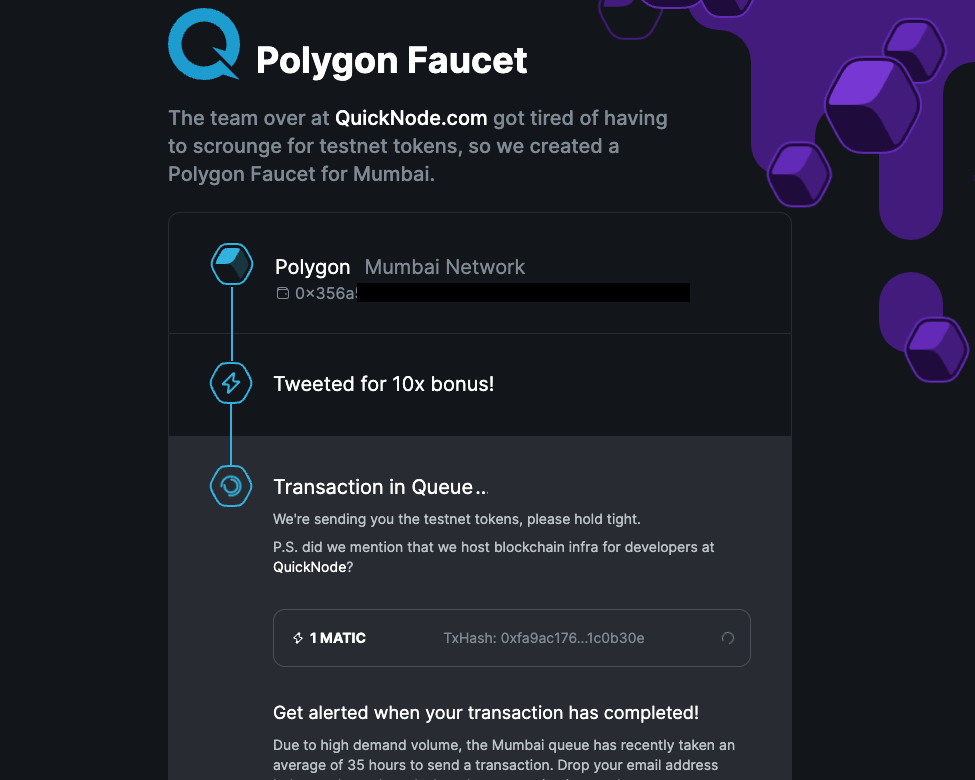 Polygon Faucet
The team over at QuickNode.com got tired of having
to scrounge for testnet tokens, so we created a
Polygon Faucet for Mumbai.
Polygon Mumbai Network
0x356a
Tweeted for 10x bonus!
Transaction in Queue..
We're sending you the testnet tokens, please hold tight.
P.S. did we mention that we host blockchain infra for developers at
QuickNode?
1 MATIC TxHash: 0xfa9ac176...1c0b30e
Get alerted when your transaction has completed!
Due to high demand volume, the Mumbai queue has recently taken an
average of 35 hours to send a transaction. Drop your email address